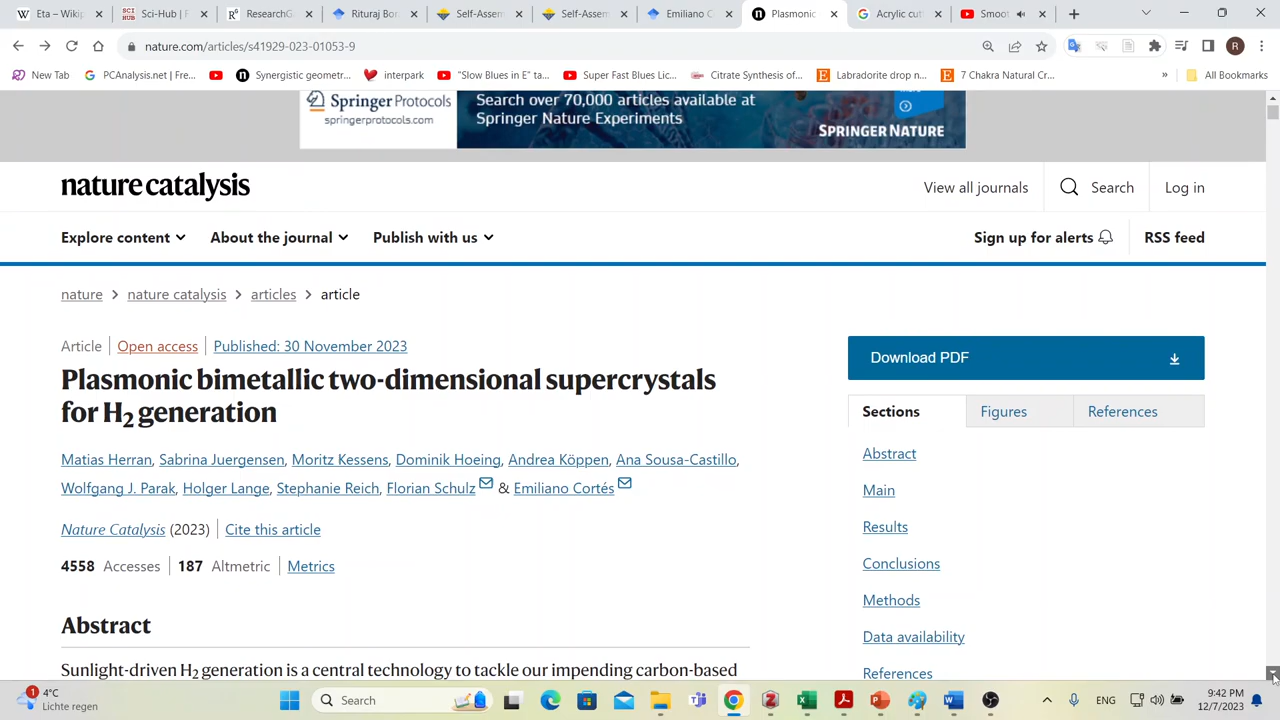 Eta – Wiki
Sci-Hub | F
ResearchG
Rituraj Bor
Self-Assem
Self-Assem
Emiliano C
Plasmonic
Acrylic cut
Smoot
nature.com/articles/s41929-023-01053-9
R
New Tab
PCAnalysis.net | Fre...
Synergistic geometr...
interpark
"Slow Blues in E" ta...
Super Fast Blues Lic...
Citrate Synthesis of...
Labradorite drop n...
7 Chakra Natural Cr...
»
All Bookmarks
Springer Protocols
springerprotocols.com
Search over 70,000 articles available at
Springer Nature Experiments
SPRINGER NATURE
nature catalysis
View all journals
Search
Log in
Explore content
About the journal
Publish with us
Sign up for alerts
RSS feed
nature > nature catalysis > articles > article
Article | Open access | Published: 30 November 2023
Plasmonic bimetallic two-dimensional supercrystals
for H2 generation
Matias Herran, Sabrina Juergensen, Moritz Kessens, Dominik Hoeing, Andrea Köppen, Ana Sousa-Castillo,
Wolfgang J. Parak, Holger Lange, Stephanie Reich, Florian Schulz & Emiliano Cortés
Nature Catalysis (2023) | Cite this article
4558 Accesses | 187 Altmetric | Metrics
Abstract
Sunlight-driven H2 generation is a central technology to tackle our impending carbon-based
Download PDF
Sections
Figures
References
Abstract
Main
Results
Conclusions
Methods
Data availability
References
1
4°C
Lichte regen
Search
ENG
9:42 PM
12/7/2023